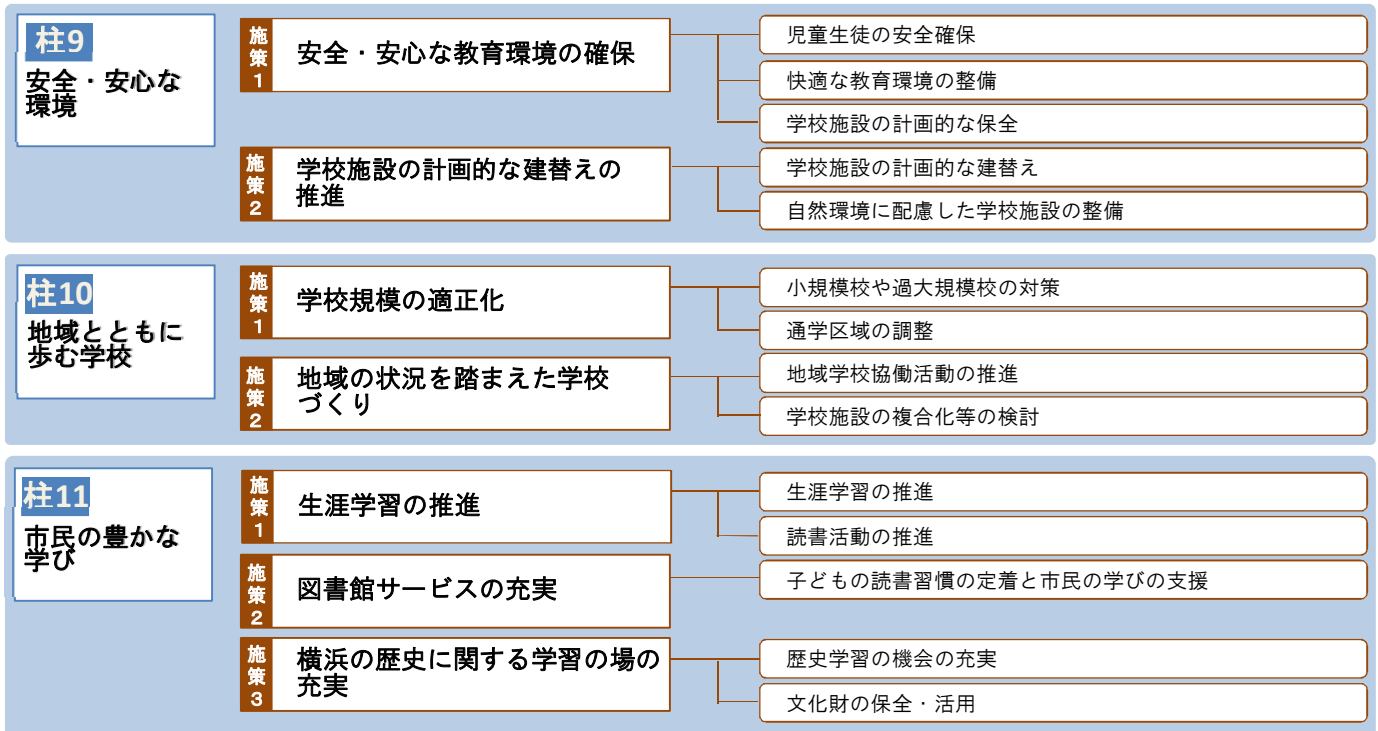 柱9
安全・安心な
環境
施策1
安全・安心な教育環境の確保
児童生徒の安全確保
快適な教育環境の整備
学校施設の計画的な保全
施策2
学校施設の計画的な建替えの
推進
学校施設の計画的な建替え
自然環境に配慮した学校施設の整備
柱10
地域とともに
歩む学校
施策1
学校規模の適正化
小規模校や過大規模校の対策
通学区域の調整
施策2
地域の状況を踏まえた学校
づくり
地域学校協働活動の推進
学校施設の複合化等の検討
柱11
市民の豊かな
学び
施策1
生涯学習の推進
生涯学習の推進
読書活動の推進
施策2
図書館サービスの充実
子どもの読書習慣の定着と市民の学びの支援
施策3
横浜の歴史に関する学習の場の
充実
歴史学習の機会の充実
文化財の保全・活用